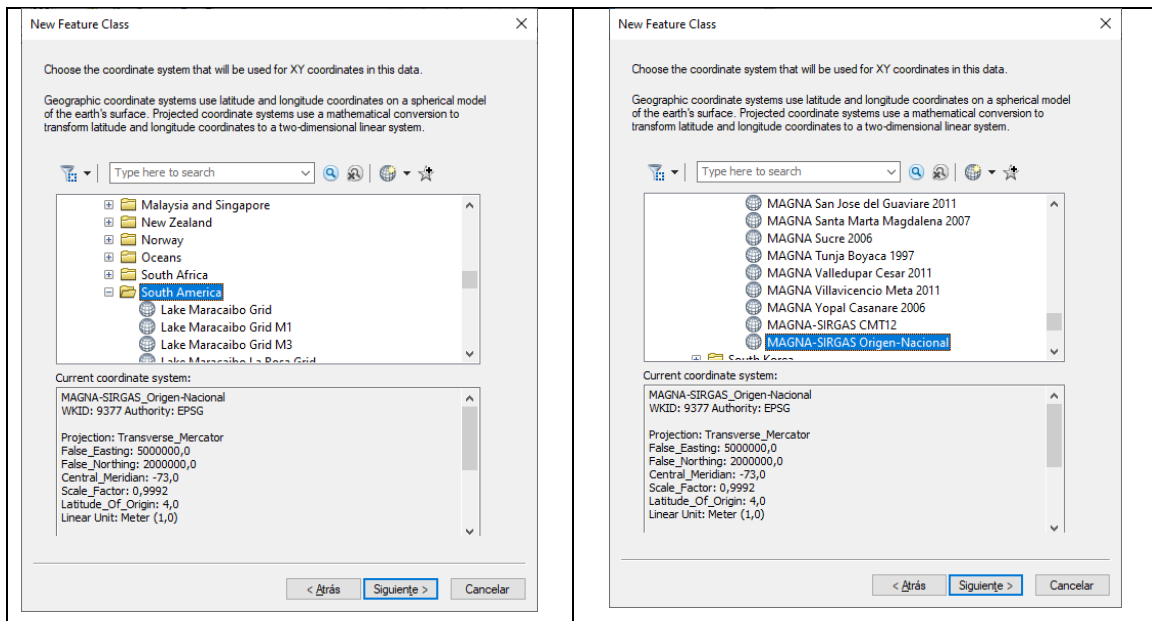 New Feature Class
Choose the coordinate system that will be used for XY coordinates in this data.
Geographic coordinate systems use latitude and longitude coordinates on a spherical model
of the earth's surface. Projected coordinate systems use a mathematical conversion to
transform latitude and longitude coordinates to a two-dimensional linear system.
Type here to search
Malaysia and Singapore
New Zealand
Norway
Oceans
South Africa
South America
Lake Maracaibo Grid
Lake Maracaibo Grid M1
Lake Maracaibo Grid M3
Lake Maracaibo La Rosa Grid
Current coordinate system:
MAGNA-SIRGAS_Origen-Nacional
WKID: 9377 Authority: EPSG
Projection: Transverse_Mercator
False_Easting: 5000000,0
False_Northing: 2000000,0
Central_Meridian: -73,0
Scale_Factor: 0,9992
Latitude_Of_Origin: 4,0
Linear Unit: Meter (1,0)
< Atrás
Siguiente >
Cancelar
New Feature Class
Choose the coordinate system that will be used for XY coordinates in this data.
Geographic coordinate systems use latitude and longitude coordinates on a spherical model
of the earth's surface. Projected coordinate systems use a mathematical conversion to
transform latitude and longitude coordinates to a two-dimensional linear system.
Type here to search
MAGNA San Jose del Guaviare 2011
MAGNA Santa Marta Magdalena 2007
MAGNA Sucre 2006
MAGNA Tunja Boyaca 1997
MAGNA Valledupar Cesar 2011
MAGNA Villavicencio Meta 2011
MAGNA Yopal Casanare 2006
MAGNA-SIRGAS CMT12
MAGNA-SIRGAS Origen-Nacional
South Korea
Current coordinate system:
MAGNA-SIRGAS_Origen-Nacional
WKID: 9377 Authority: EPSG
Projection: Transverse_Mercator
False_Easting: 5000000,0
False_Northing: 2000000,0
Central_Meridian: -73,0
Scale_Factor: 0,9992
Latitude_Of_Origin: 4,0
Linear Unit: Meter (1,0)
< Atrás
Siguiente >
Cancelar